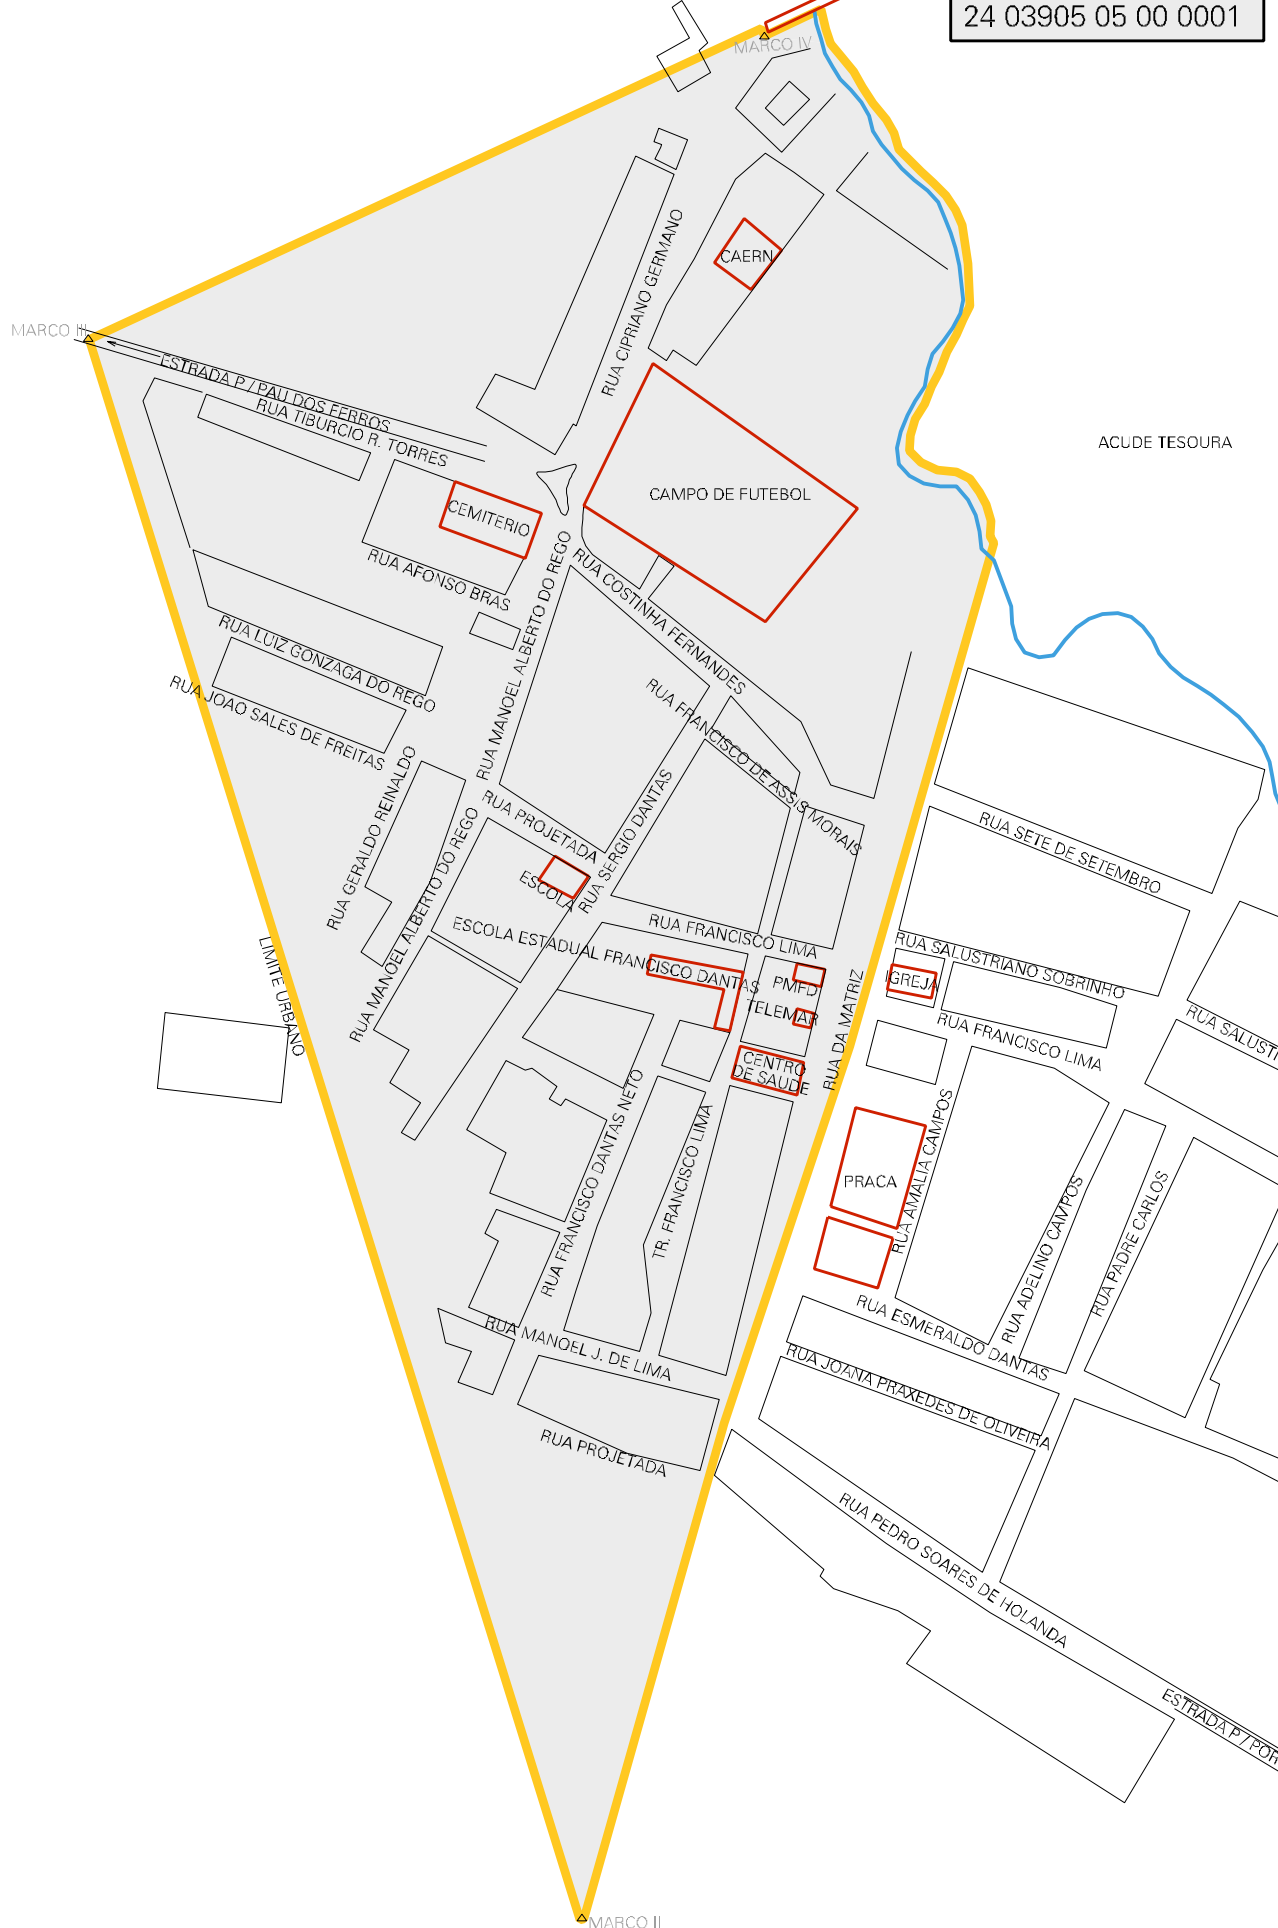 24 03905 05 00 0001
MARCO IV
CAERN
RUA CIPRIANO GERMANO
MARCO III
ESTRADA P / PAU DOS FERROS
RUA TIBURCIO R. TORRES
ACUDE TESOURA
CAMPO DE FUTEBOL
CEMITERIO
RUA AFONSO BRAS
RUA COSTINHA FERNANDES
RUA MANOEL ALBERTO DO REGO
RUA LUIZ GONZAGA DO REGO
RUA JOAO SALES DE FREITAS
RUA FRANCISCO DE ASSIS MORAIS
RUA GERALDO REINALDO
RUA PROJETADA
RUA SERGIO DANTAS
RUA MANOEL ALBERTO DO REGO
ESCOLA
RUA SETE DE SETEMBRO
RUA FRANCISCO LIMA
ESCOLA ESTADUAL FRANCISCO DANTAS
RUA SALUSTRIANO SOBRINHO
LIMITE URBANO
PMFD
IGREJA
TELEMAR
RUA DA MATRIZ
RUA FRANCISCO LIMA
RUA SALUSTI
CENTRO
DE SAUDE
RUA FRANCISCO DANTAS NETO
TR. FRANCISCO LIMA
RUA AMALIA CAMPOS
PRACA
RUA ADELINO CAMPOS
RUA PADRE CARLOS
RUA ESMERALDO DANTAS
RUA MANOEL J. DE LIMA
RUA JOANA PRAXEDES DE OLIVEIRA
RUA PROJETADA
RUA PEDRO SOARES DE HOLANDA
ESTRADA P / POR
MARCO II